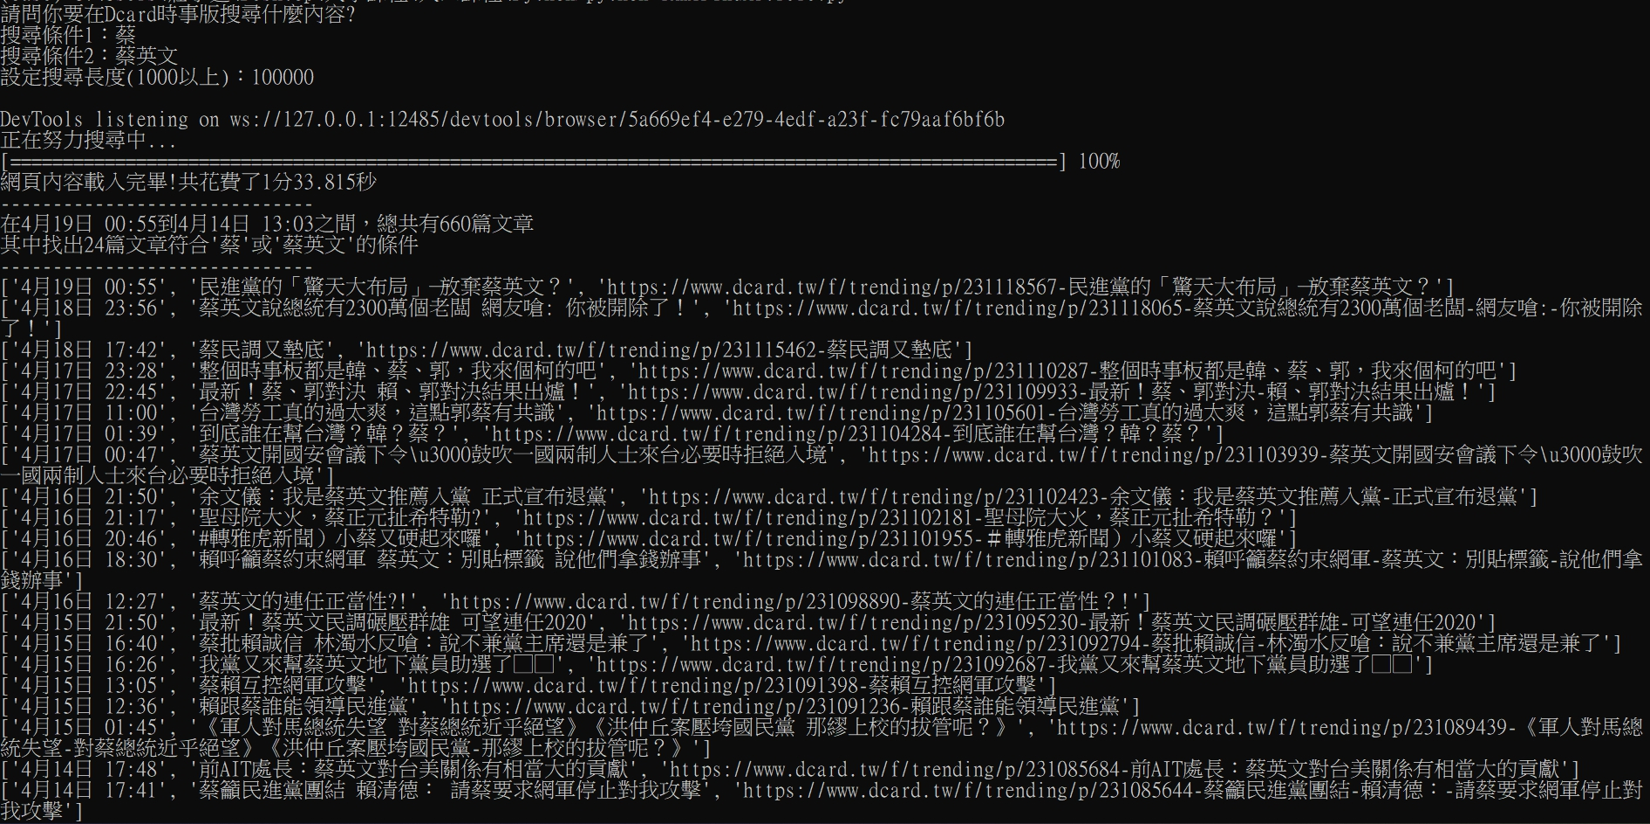 請問你要在Dcard時事版搜尋什麼內容?
搜尋條件1：蔡
搜尋條件2：蔡英文
設定搜尋長度(1000以上)：100000
DevTools listening on ws://127.0.0.1:12485/devtools/browser/5a669ef4-e279-4edf-a23f-fc79aaf6bf6b
正在努力搜尋中...
[====================================================================================================] 100%
網頁內容載入完畢!共花費了1分33.815秒
------------------------------
在4月19日 00:55到4月14日 13:03之間，總共有660篇文章
其中找出24篇文章符合'蔡'或'蔡英文'的條件
------------------------------
['4月19日 00:55', '民進黨的「驚天大布局」—放棄蔡英文？', 'https://www.dcard.tw/f/trending/p/231118567-民進黨的「驚天大布局」—放棄蔡英文？']
['4月18日 23:56', '蔡英文說總統有2300萬個老闆 網友嗆: 你被開除了！', 'https://www.dcard.tw/f/trending/p/231118065-蔡英文說總統有2300萬個老闆-網友嗆:-你被開除
了！']
['4月18日 17:42', '蔡民調又墊底', 'https://www.dcard.tw/f/trending/p/231115462-蔡民調又墊底']
['4月17日 23:28', '整個時事板都是韓、蔡、郭，我來個柯的吧', 'https://www.dcard.tw/f/trending/p/231110287-整個時事板都是韓、蔡、郭，我來個柯的吧']
['4月17日 22:45', '最新！蔡、郭對決 賴、郭對決結果出爐！', 'https://www.dcard.tw/f/trending/p/231109933-最新！蔡、郭對決-賴、郭對決結果出爐！']
['4月17日 11:00', '台灣勞工真的過太爽，這點郭蔡有共識', 'https://www.dcard.tw/f/trending/p/231105601-台灣勞工真的過太爽，這點郭蔡有共識']
['4月17日 01:39', '到底誰在幫台灣？韓？蔡？', 'https://www.dcard.tw/f/trending/p/231104284-到底誰在幫台灣？韓？蔡？']
['4月17日 00:47', '蔡英文開國安會議下令\u3000鼓吹一國兩制人士來台必要時拒絕入境', 'https://www.dcard.tw/f/trending/p/231103939-蔡英文開國安會議下令\u3000鼓吹
一國兩制人士來台必要時拒絕入境']
['4月16日 21:50', '余文儀：我是蔡英文推薦入黨 正式宣布退黨', 'https://www.dcard.tw/f/trending/p/231102423-余文儀：我是蔡英文推薦入黨-正式宣布退黨']
['4月16日 21:17', '聖母院大火，蔡正元扯希特勒?', 'https://www.dcard.tw/f/trending/p/231102181-聖母院大火，蔡正元扯希特勒？']
['4月16日 20:46', '#轉雅虎新聞）小蔡又硬起來囉', 'https://www.dcard.tw/f/trending/p/231101955-＃轉雅虎新聞）小蔡又硬起來囉']
['4月16日 18:30', '賴呼籲蔡約束網軍 蔡英文：別貼標籤 說他們拿錢辦事', 'https://www.dcard.tw/f/trending/p/231101083-賴呼籲蔡約束網軍-蔡英文：別貼標籤-說他們拿
錢辦事']
['4月16日 12:27', '蔡英文的連任正當性?!', 'https://www.dcard.tw/f/trending/p/231098890-蔡英文的連任正當性？!']
['4月15日 21:50', '最新！蔡英文民調碾壓群雄 可望連任2020', 'https://www.dcard.tw/f/trending/p/231095230-最新！蔡英文民調碾壓群雄-可望連任2020']
['4月15日 16:40', '蔡批賴誠信 林濁水反嗆：說不兼黨主席還是兼了', 'https://www.dcard.tw/f/trending/p/231092794-蔡批賴誠信-林濁水反嗆：說不兼黨主席還是兼了']
['4月15日 16:26', '我黨又來幫蔡英文地下黨員助選了□□', 'https://www.dcard.tw/f/trending/p/231092687-我黨又來幫蔡英文地下黨員助選了□□']
['4月15日 13:05', '蔡賴互控網軍攻擊', 'https://www.dcard.tw/f/trending/p/231091398-蔡賴互控網軍攻擊']
['4月15日 12:36', '賴跟蔡誰能領導民進黨', 'https://www.dcard.tw/f/trending/p/231091236-賴跟蔡誰能領導民進黨']
['4月15日 01:45', '《軍人對馬總統失望 對蔡總統近乎絕望》《洪仲丘案壓垮國民黨 那繆上校的拔管呢？》', 'https://www.dcard.tw/f/trending/p/231089439-《軍人對馬總
統失望-對蔡總統近乎絕望》《洪仲丘案壓垮國民黨-那繆上校的拔管呢？》']
['4月14日 17:48', '前AIT處長：蔡英文對台美關係有相當大的貢獻', 'https://www.dcard.tw/f/trending/p/231085684-前AIT處長：蔡英文對台美關係有相當大的貢獻']
['4月14日 17:41', '蔡籲民進黨團結 賴清德： 請蔡要求網軍停止對我攻擊', 'https://www.dcard.tw/f/trending/p/231085644-蔡籲民進黨團結-賴清德：-請蔡要求網軍停止對
我攻擊']